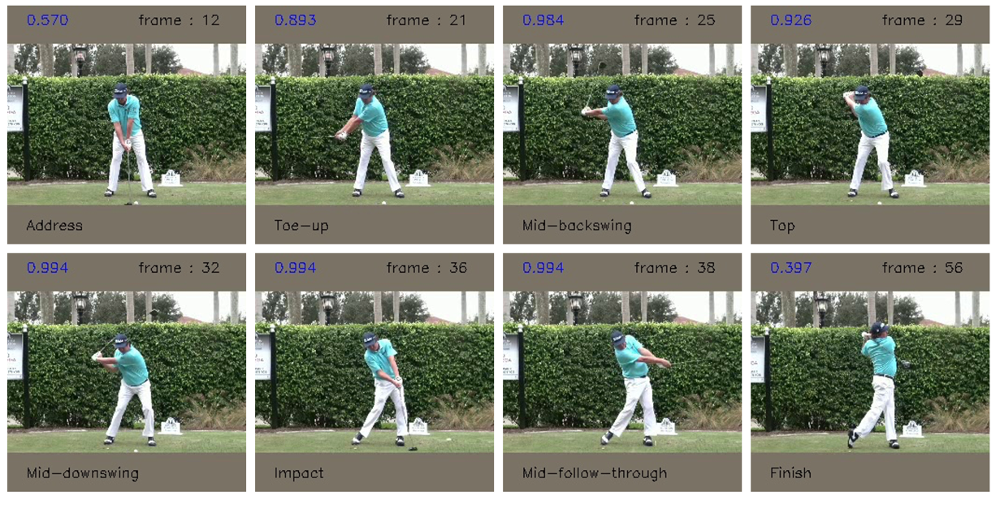 0.570 frame : 12
Address
0.893 frame : 21
Toe-up
0.984 frame : 25
Mid-backswing
0.926 frame : 29
Top
0.994 frame : 32
Mid-downswing
0.994 frame : 36
Impact
0.994 frame : 38
Mid-follow-through
0.397 frame : 56
Finish